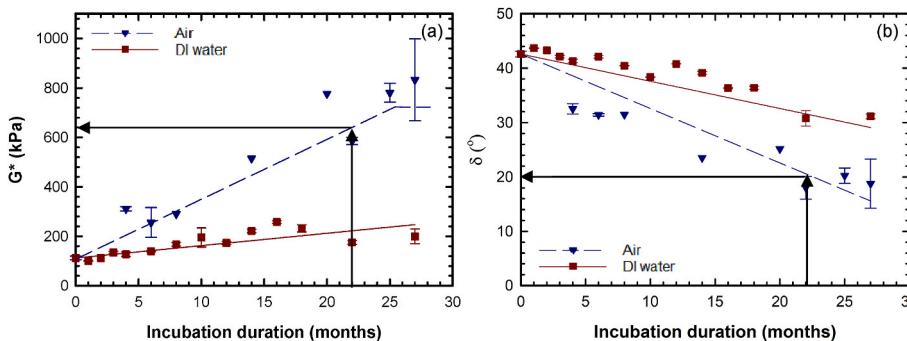 (a)
Air
DI water
1000
800
600
400
200
0
G* (kPa)
0 5 10 15 20 25 30
Incubation duration (months)
(b)
50
40
30
20
10
0
δ (°)
Air
DI water
0 5 10 15 20 25 3
Incubation duration (months)